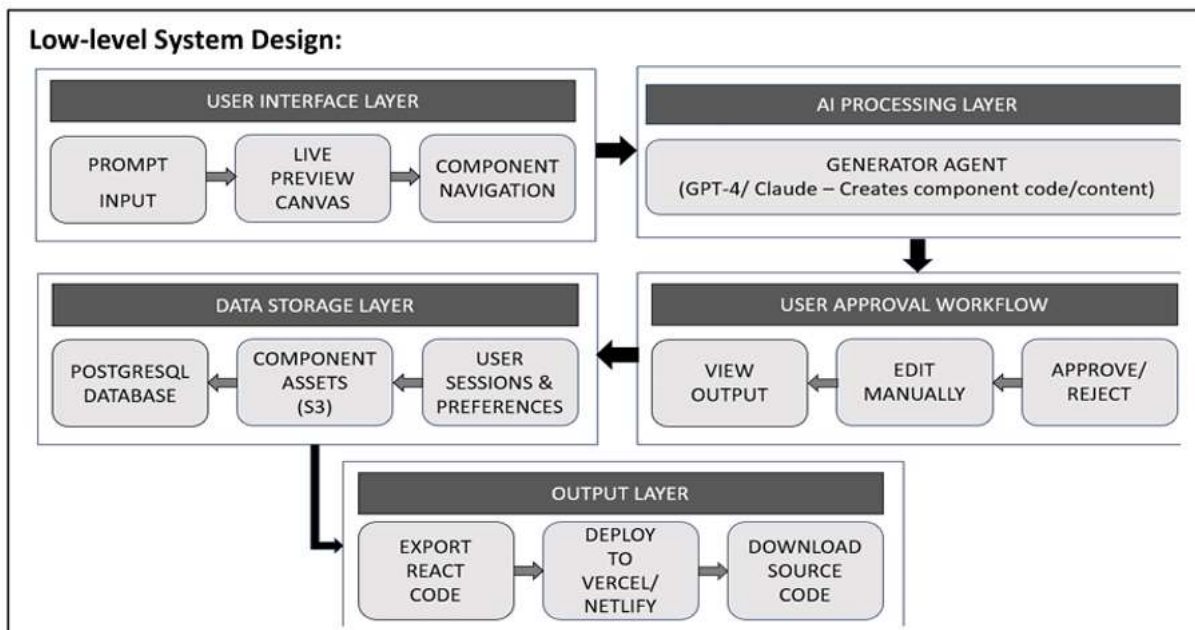 Low-level System Design:
USER INTERFACE LAYER
PROMPT
INPUT
LIVE
PREVIEW
CANVAS
COMPONENT
NAVIGATION
AI PROCESSING LAYER
GENERATOR AGENT
(GPT-4/ Claude – Creates component code/content)
DATA STORAGE LAYER
POSTGRESQL
DATABASE
COMPONENT
ASSETS
(S3)
USER
SESSIONS &
PREFERENCES
USER APPROVAL WORKFLOW
VIEW
OUTPUT
EDIT
MANUALLY
APPROVE/
REJECT
OUTPUT LAYER
EXPORT
REACT
CODE
DEPLOY
TO
VERCEL/
NETLIFY
DOWNLOAD
SOURCE
CODE